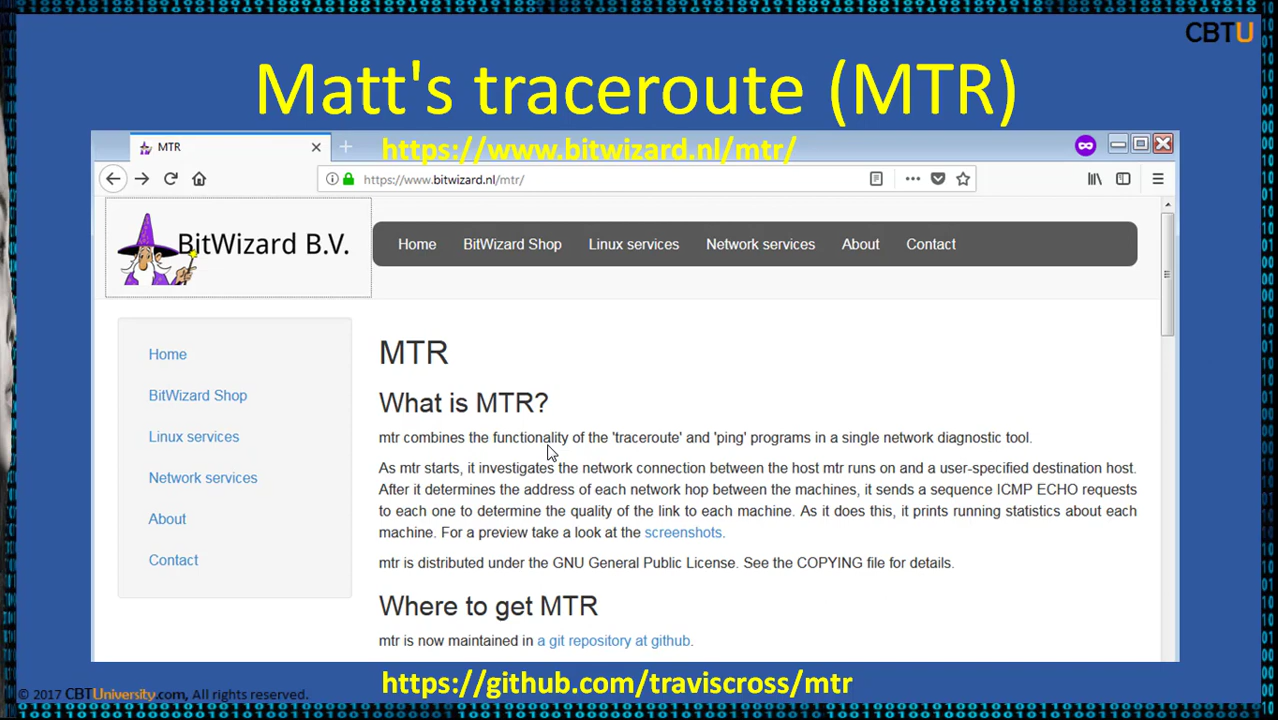 CBTU
Matt's traceroute (MTR)
MTR
https://www.bitwizard.nl/mtr/
https://www.bitwizard.nl/mtr/
BitWizard B.V.
Home BitWizard Shop Linux services Network services About Contact
Home
BitWizard Shop
Linux services
Network services
About
Contact
MTR
What is MTR?
mtr combines the functionality of the 'traceroute' and 'ping' programs in a single network diagnostic tool.
As mtr starts, it investigates the network connection between the host mtr runs on and a user-specified destination host.
After it determines the address of each network hop between the machines, it sends a sequence ICMP ECHO requests
to each one to determine the quality of the link to each machine. As it does this, it prints running statistics about each
machine. For a preview take a look at the screenshots.
mtr is distributed under the GNU General Public License. See the COPYING file for details.
Where to get MTR
mtr is now maintained in a git repository at github.
https://github.com/traviscross/mtr
© 2017 CBTUniversity.com, All rights reserved.